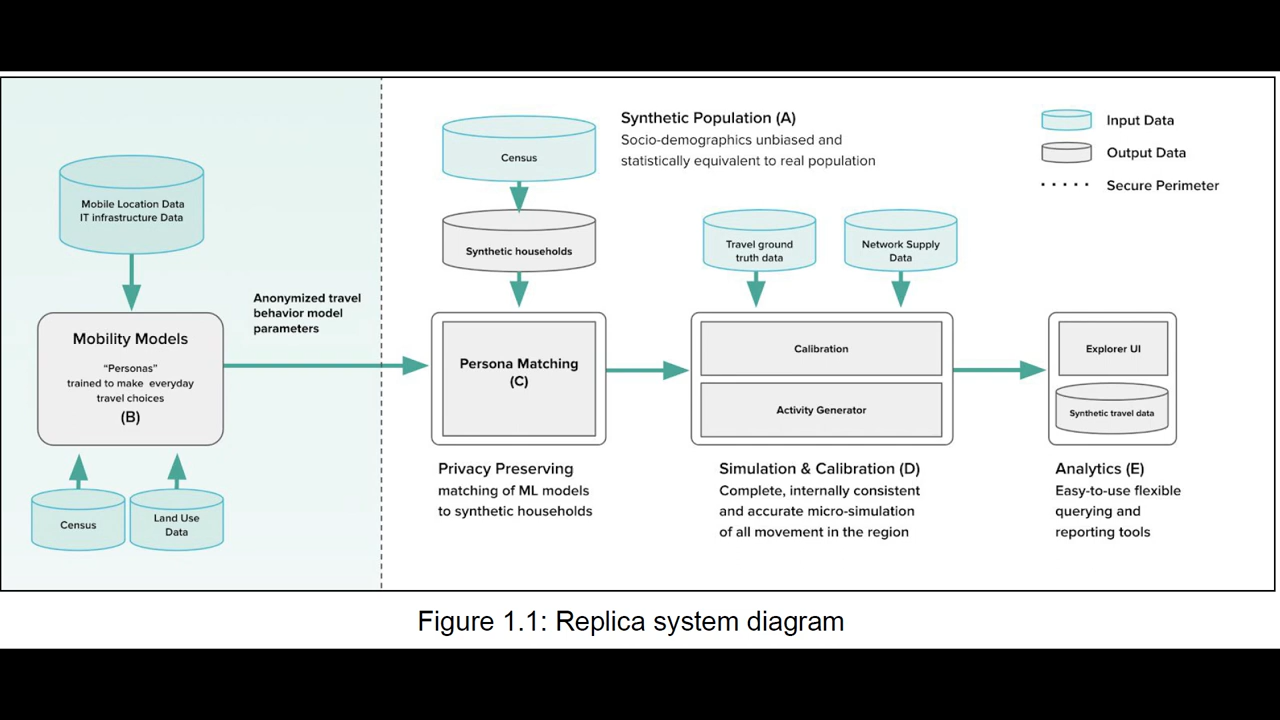 Mobile Location Data
IT infrastructure Data
Mobility Models
“Personas”
trained to make everyday
travel choices
(B)
Census
Land Use
Data
Anonymized travel
behavior model
parameters
Census
Synthetic Population (A)
Socio-demographics unbiased and
statistically equivalent to real population
Synthetic households
Persona Matching
(C)
Privacy Preserving
matching of ML models
to synthetic households
Travel ground
truth data
Network Supply
Data
Calibration
Activity Generator
Simulation & Calibration (D)
Complete, internally consistent
and accurate micro-simulation
of all movement in the region
Input Data
Output Data
Secure Perimeter
Explorer UI
Synthetic travel data
Analytics (E)
Easy-to-use flexible
querying and
reporting tools
Figure 1.1: Replica system diagram